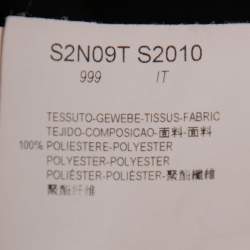 S2N09T S2010
999 IT
TESSUTO-GEWEBE-TISSUS-FABRIC
TEJIDO-COMPOSICAO-面料-面料
100% POLIESTERE-POLYESTER
POLYESTER-POLYESTER
POLIÉSTER-POLIÉSTER-聚酯纖維
聚酯纤维